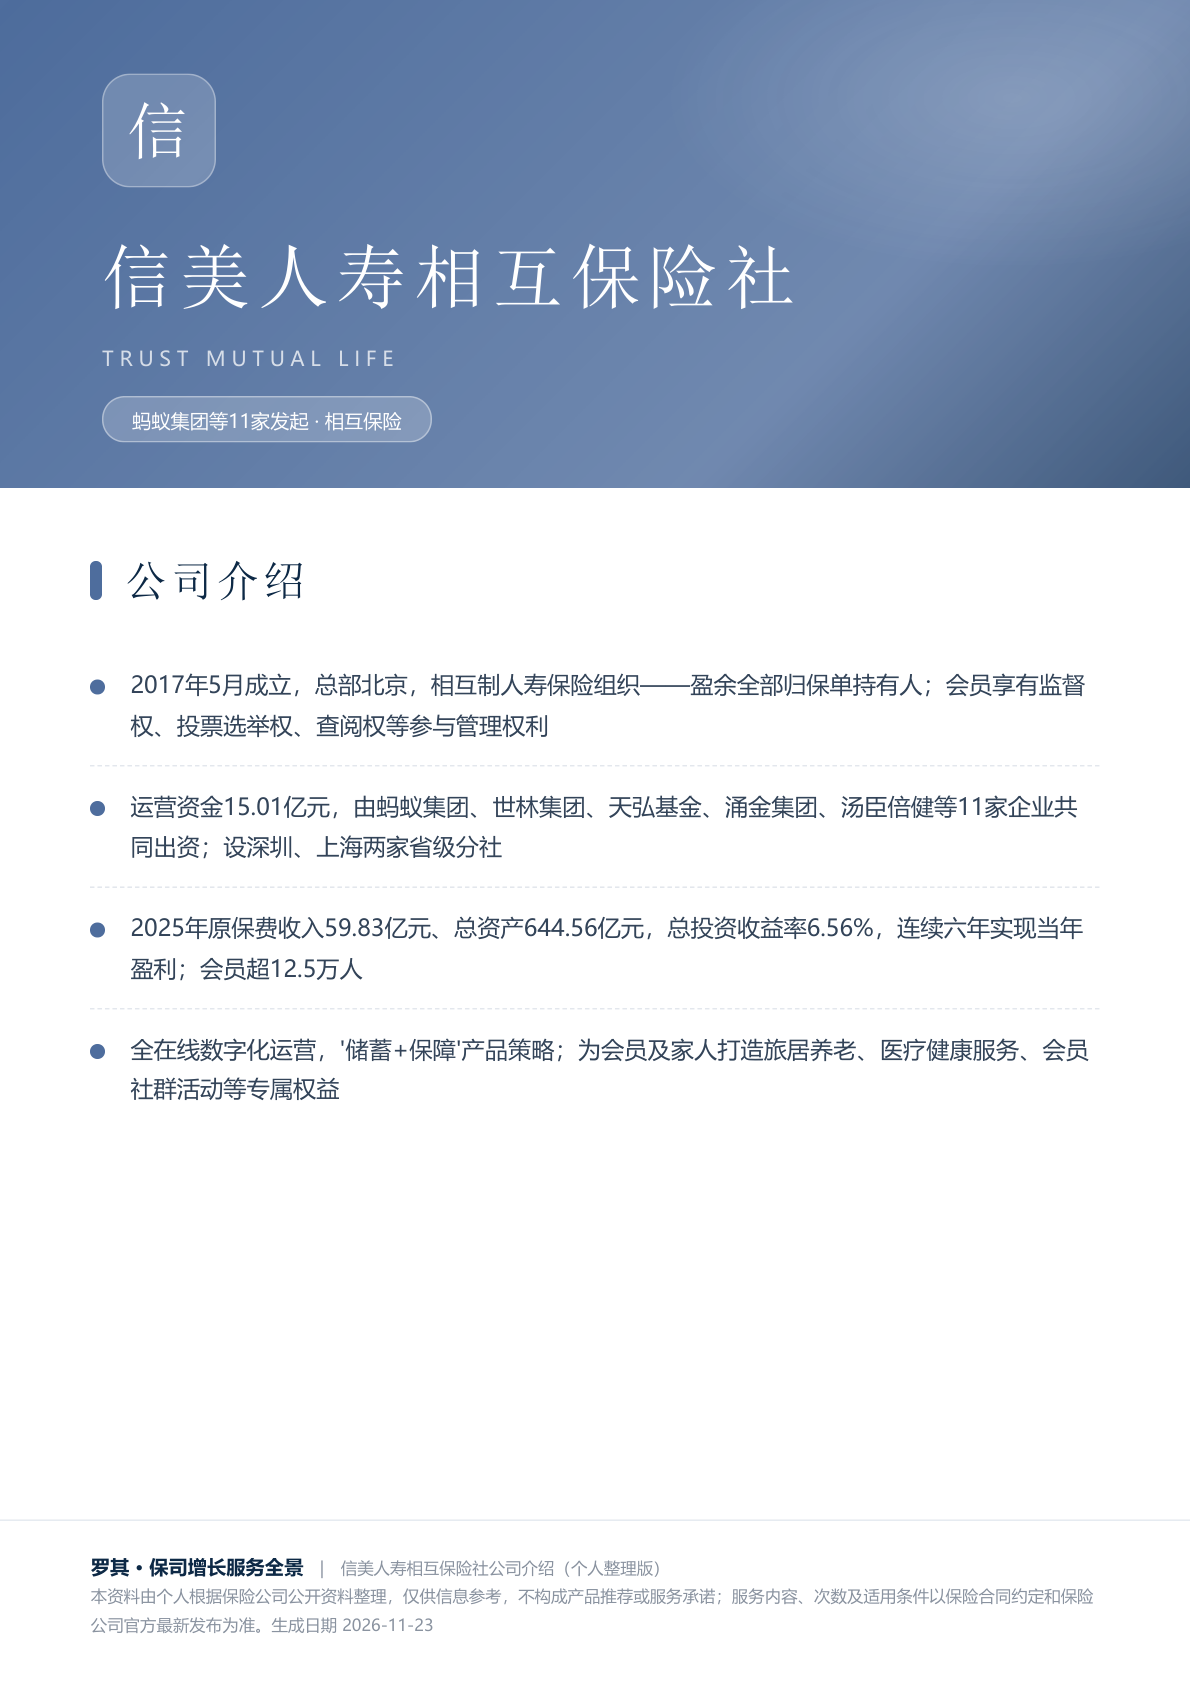 信
信美人寿相互保险社
TRUST MUTUAL LIFE
蚂蚁集团等11家发起 · 相互保险
公司介绍
2017年5月成立，总部北京，相互制人寿保险组织——盈余全部归保单持有人；会员享有监督
权、投票选举权、查阅权等参与管理权利
运营资金15.01亿元，由蚂蚁集团、世林集团、天弘基金、涌金集团、汤臣倍健等11家企业共
同出资；设深圳、上海两家省级分社
2025年原保费收入59.83亿元、总资产644.56亿元，总投资收益率6.56%，连续六年实现当年
盈利；会员超12.5万人
全在线数字化运营，'储蓄+保障'产品策略；为会员及家人打造旅居养老、医疗健康服务、会员
社群活动等专属权益
罗其·保司增长服务全景 | 信美人寿相互保险社公司介绍（个人整理版）
本资料由个人根据保险公司公开资料整理，仅供信息参考，不构成产品推荐或服务承诺；服务内容、次数及适用条件以保险合同约定和保险
公司官方最新发布为准。生成日期 2026-11-23